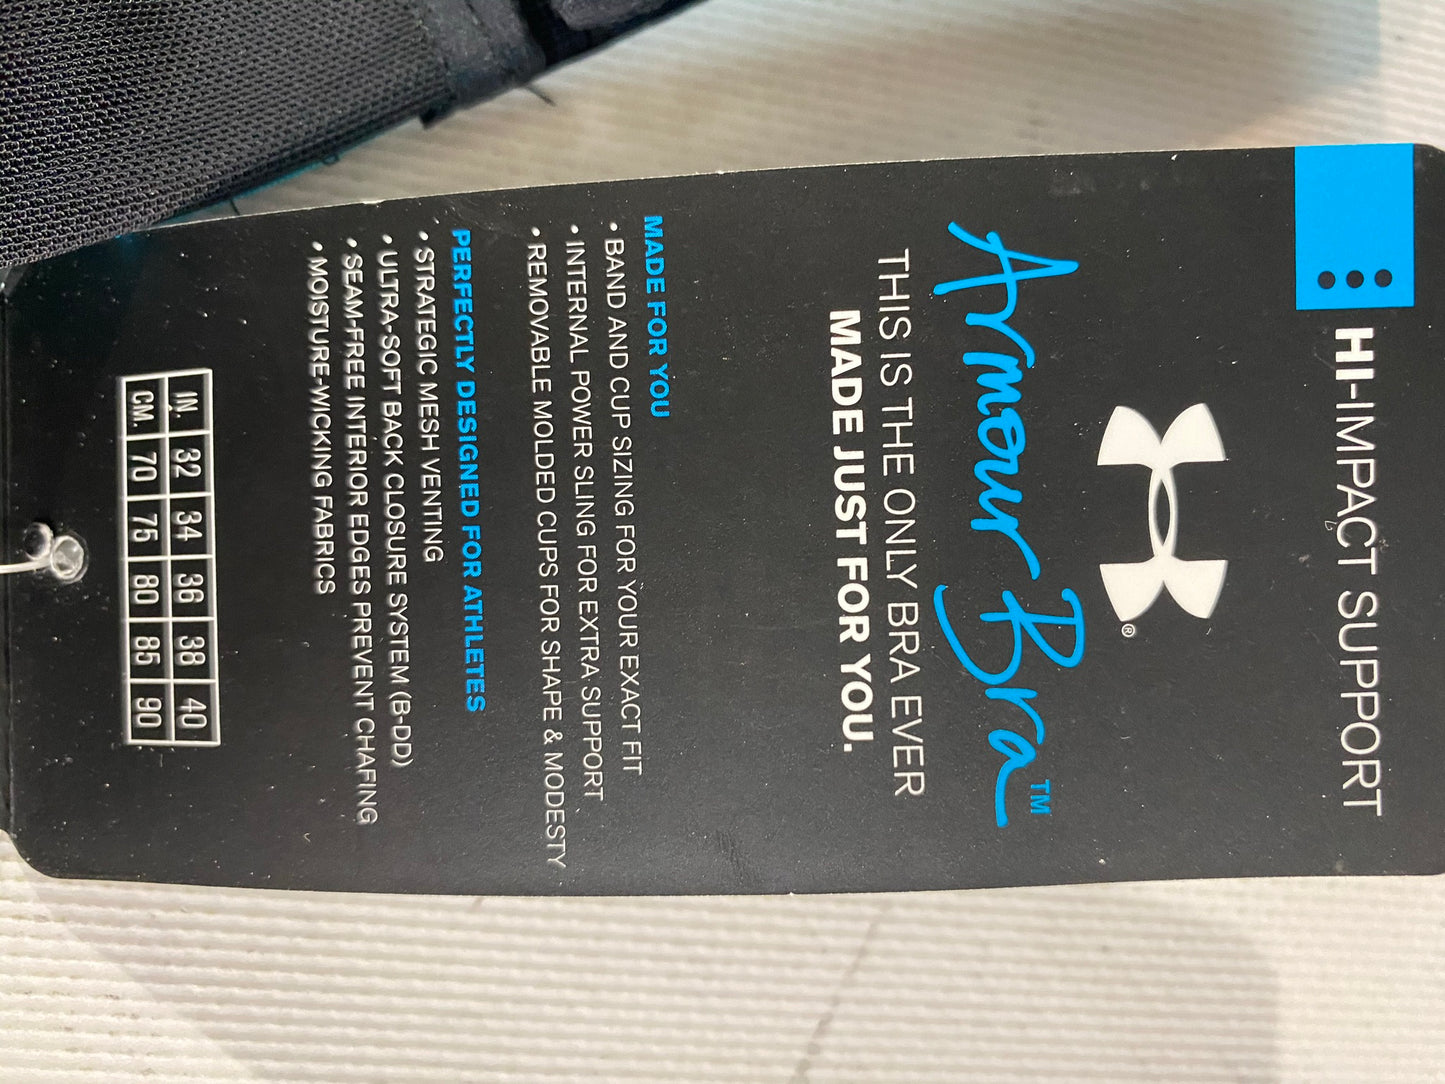 HI-IMPACT SUPPORT
®
Armour Bra™
THIS IS THE ONLY BRA EVER
MADE JUST FOR YOU.
MADE FOR YOU
• BAND AND CUP SIZING FOR YOUR EXACT FIT
• INTERNAL POWER SLING FOR EXTRA SUPPORT
• REMOVABLE MOLDED CUPS FOR SHAPE & MODESTY
PERFECTLY DESIGNED FOR ATHLETES
• STRATEGIC MESH VENTING
• ULTRA-SOFT BACK CLOSURE SYSTEM (B-DD)
• SEAM-FREE INTERIOR EDGES PREVENT CHAFING
• MOISTURE-WICKING FABRICS
IN. 32 34 36 38 40
CM. 70 75 80 85 90